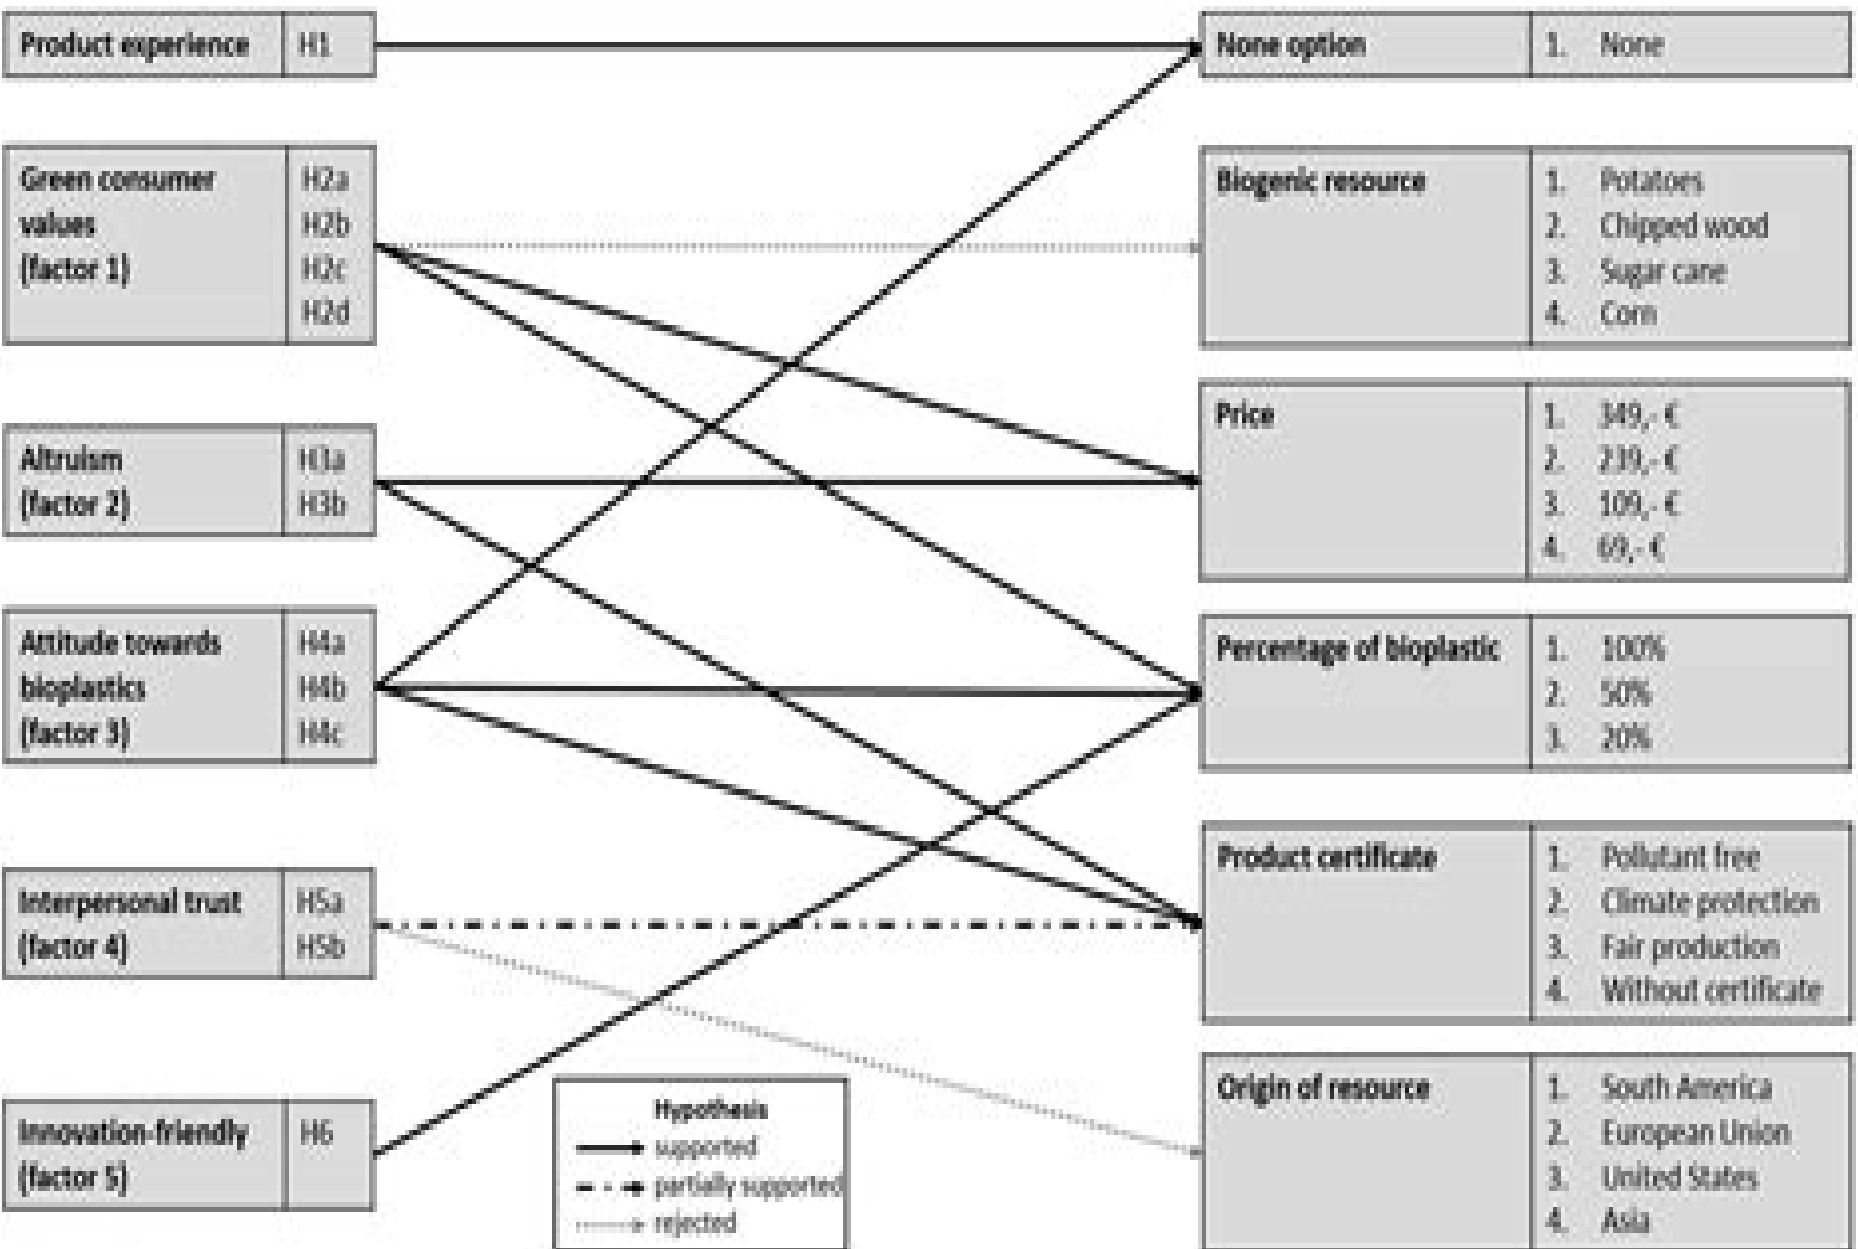 Product experience H1
Green consumer H2a
values H2b
(factor 1) H2c
H2d
Altruism H3a
(factor 2) H3b
Attitude towards H4a
bioplastics H4b
(factor 3) H4c
Interpersonal trust H5a
(factor 4) H5b
Innovation-friendly H6
(factor 5)
Hypothesis
supported
partially supported
rejected
None option 1. None
Biogenic resource 1. Potatoes
2. Chipped wood
3. Sugar cane
4. Corn
Price 1. 349,- €
2. 239,- €
3. 109,- €
4. 69,- €
Percentage of bioplastic 1. 100%
2. 50%
3. 20%
Product certificate 1. Pollutant free
2. Climate protection
3. Fair production
4. Without certificate
Origin of resource 1. South America
2. European Union
3. United States
4. Asia